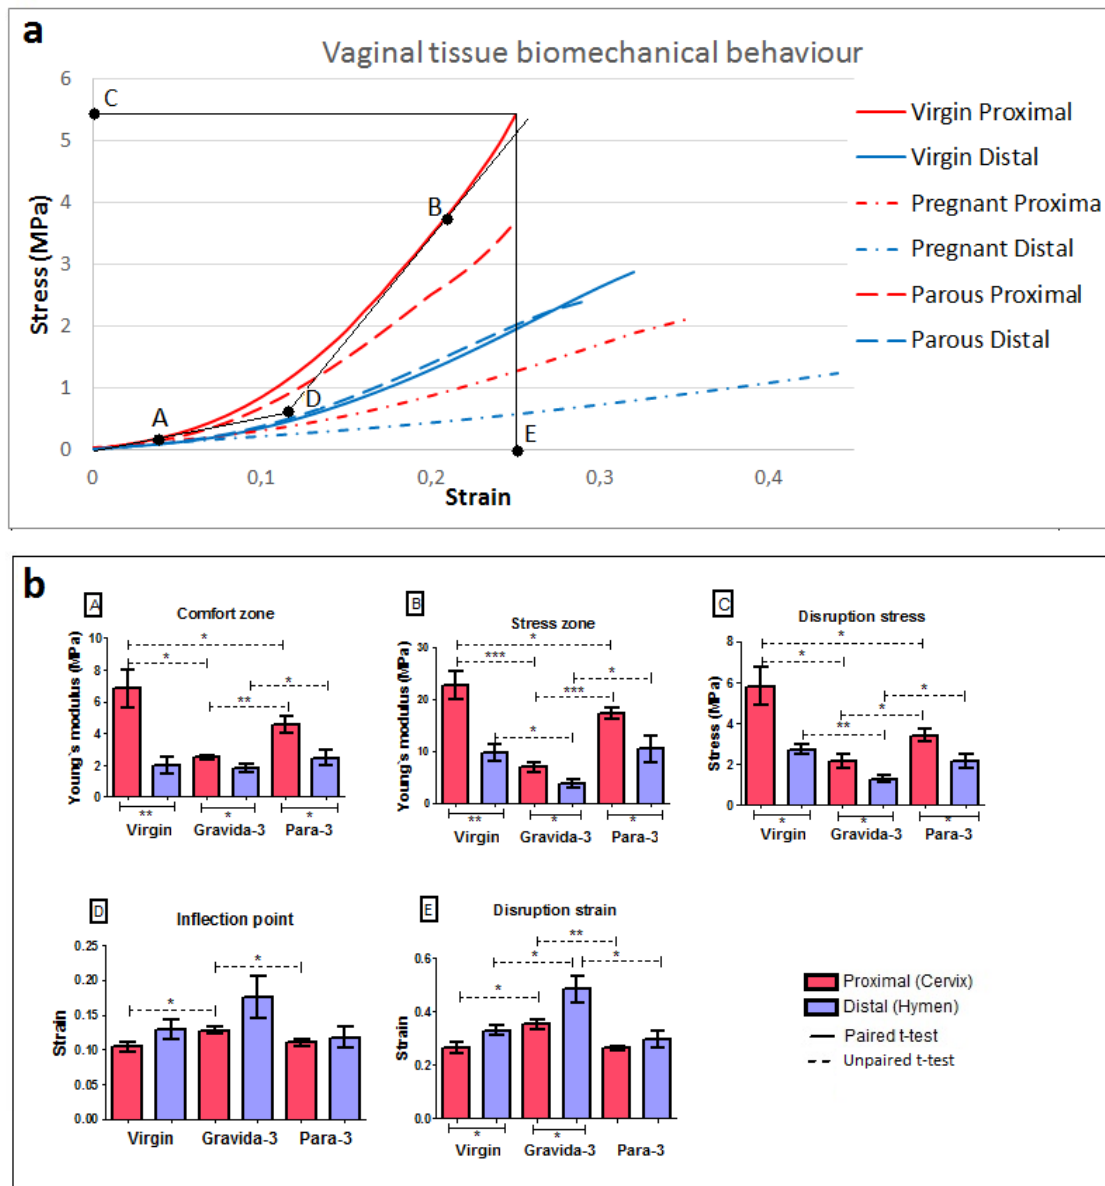 a
Vaginal tissue biomechanical behaviour
6
5
4
3
2
1
0
Stress (MPa)
C
B
A
D
E
0
0,1
0,2
0,3
0,4
Strain
Virgin Proximal
Virgin Distal
Pregnant Proxima
Pregnant Distal
Parous Proximal
Parous Distal
b
A
Comfort zone
Young`s modulus (MPa)
10
8
6
4
2
0
*
*
*
**
**
*
*
Virgin
Gravida-3
Para-3
B
Stress zone
Young`s modulus (MPa)
30
20
10
0
*
***
*
***
*
**
*
*
Virgin
Gravida-3
Para-3
C
Disruption stress
Stress (MPa)
8
6
4
2
0
*
*
*
*
**
*
*
*
Virgin
Gravida-3
Para-3
D
Inflection point
Strain
0.25
0.20
0.15
0.10
0.05
0.00
*
*
Virgin
Gravida-3
Para-3
E
Disruption strain
Strain
0.6
0.4
0.2
0.0
**
*
*
*
*
*
Virgin
Gravida-3
Para-3
Proximal (Cervix)
Distal (Hymen)
Paired t-test
Unpaired t-test